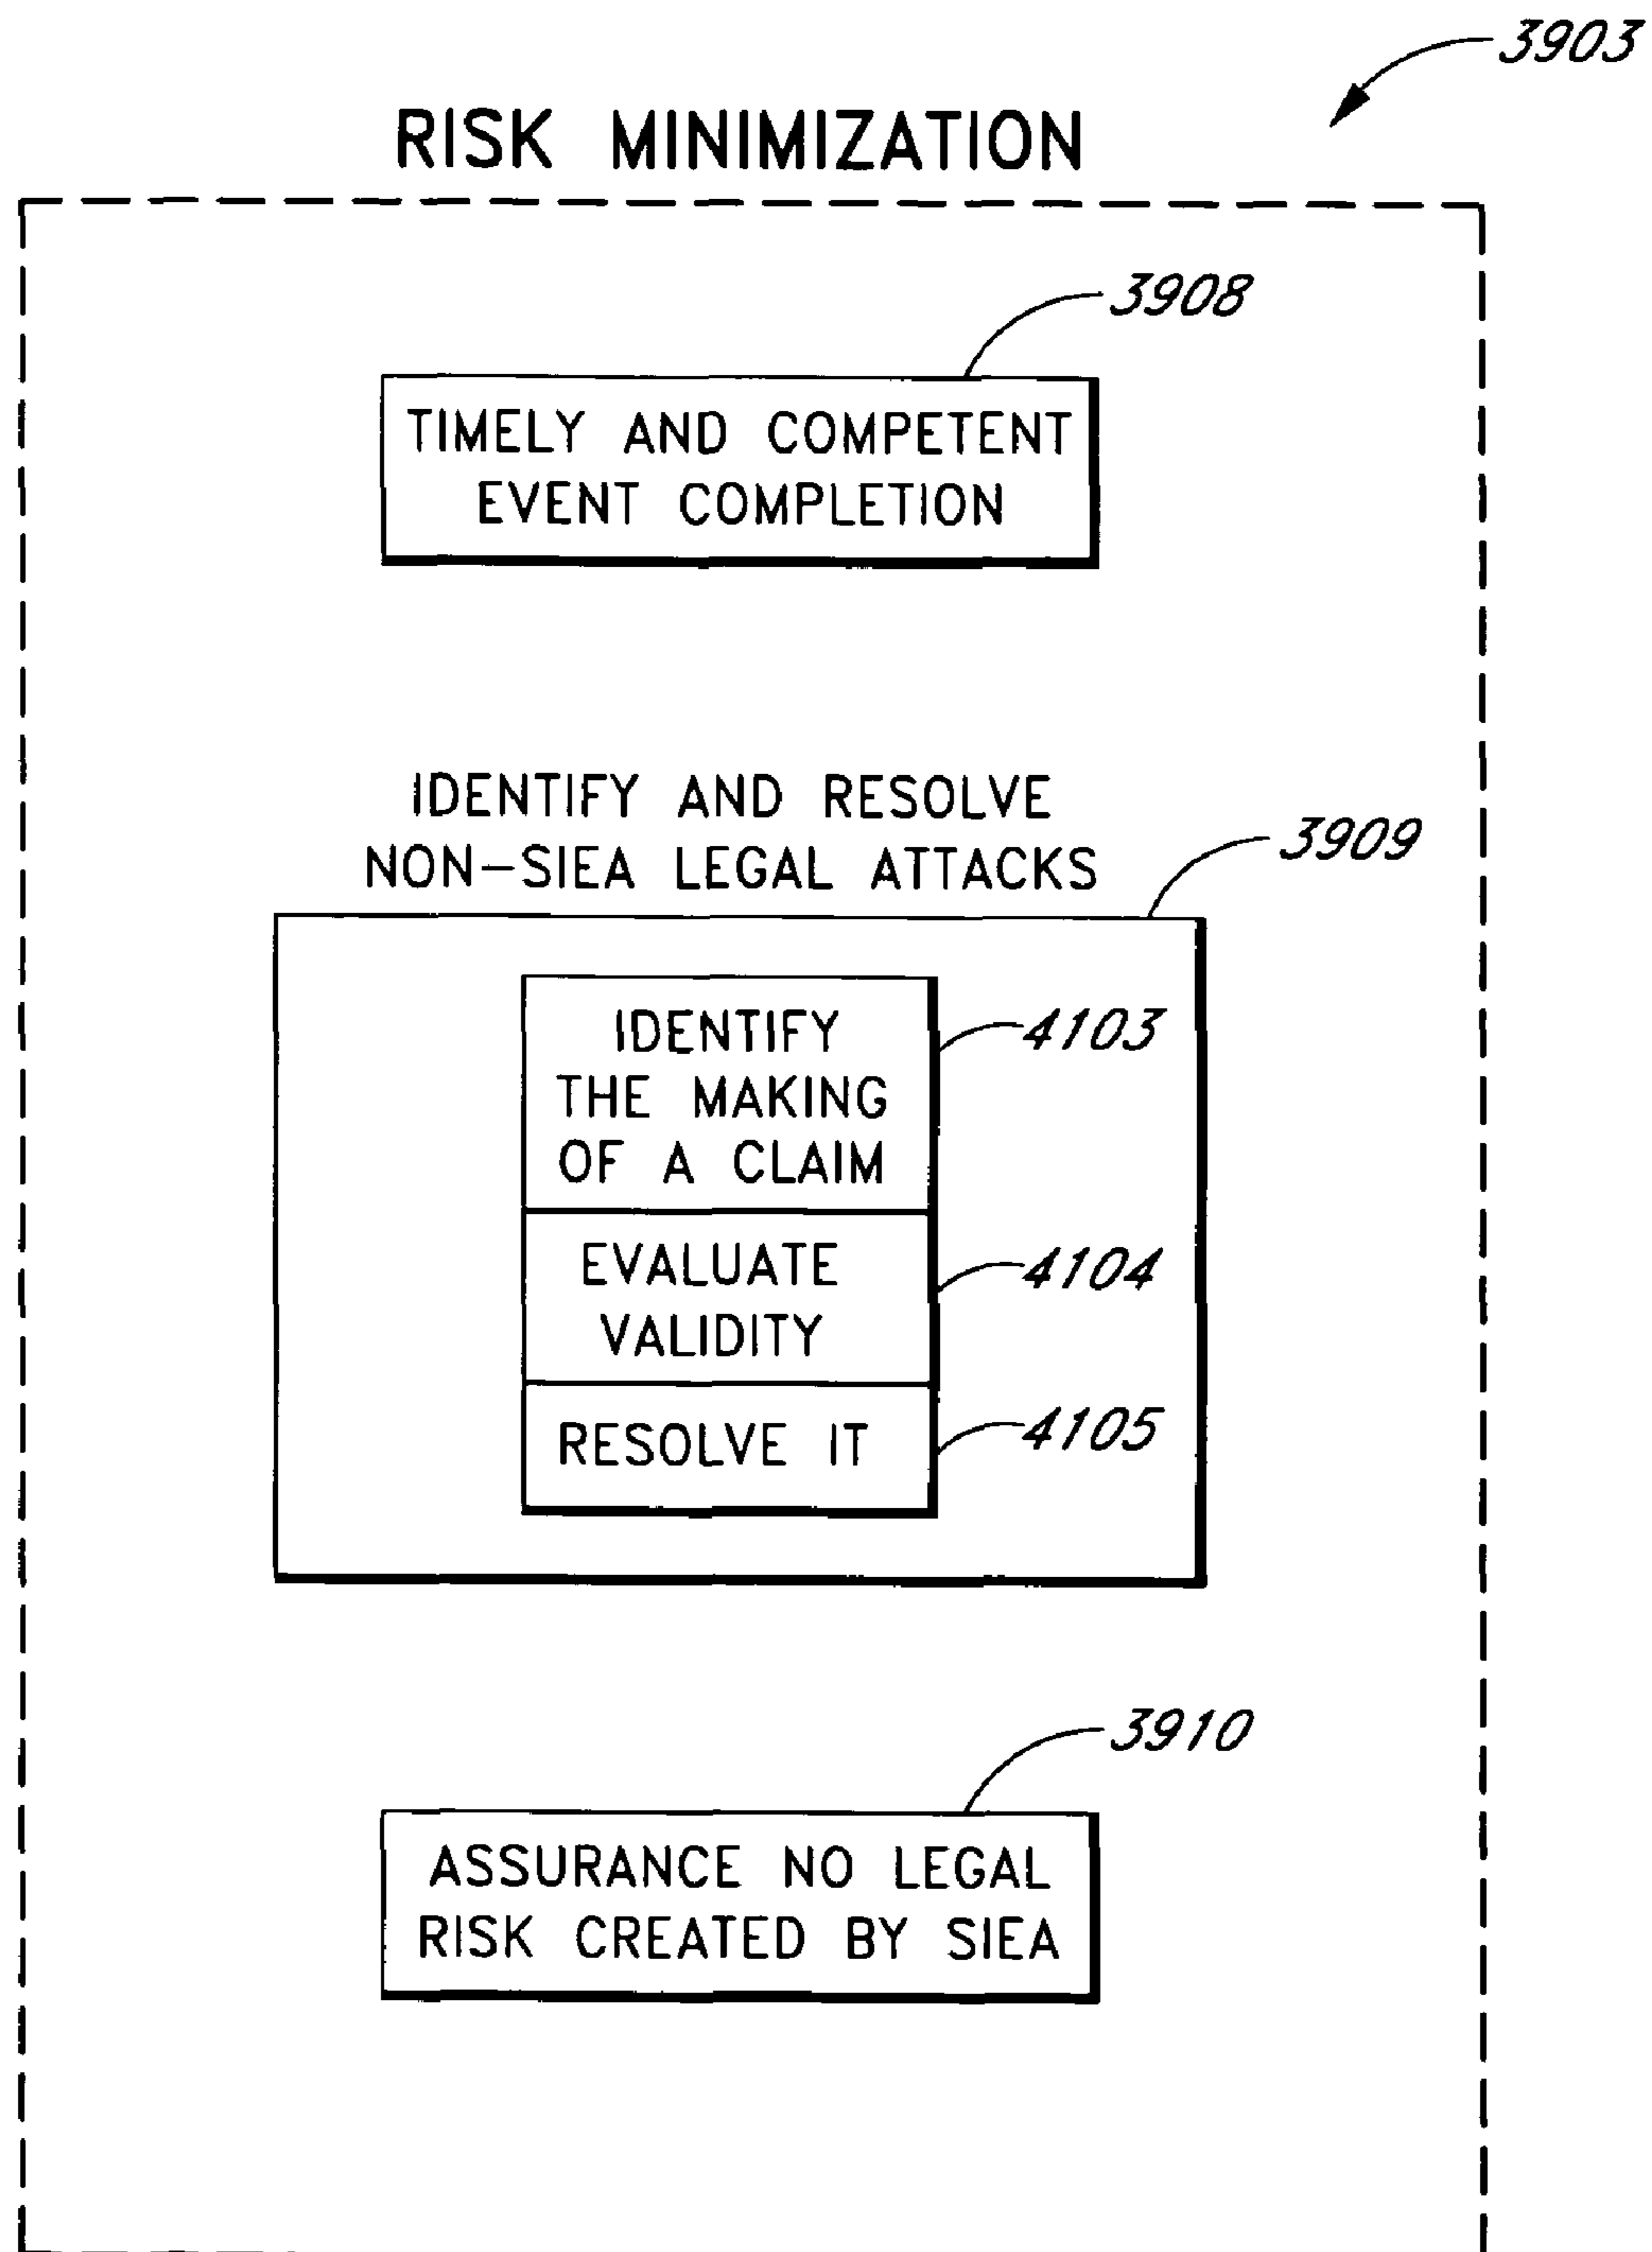 3903
RISK MINIMIZATION
3908
TIMELY AND COMPETENT
EVENT COMPLETION
IDENTIFY AND RESOLVE
NON-SIEA LEGAL ATTACKS
3909
IDENTIFY
THE MAKING
OF A CLAIM
4103
EVALUATE
VALIDITY
4104
RESOLVE IT
4105
3910
ASSURANCE NO LEGAL
RISK CREATED BY SIEA